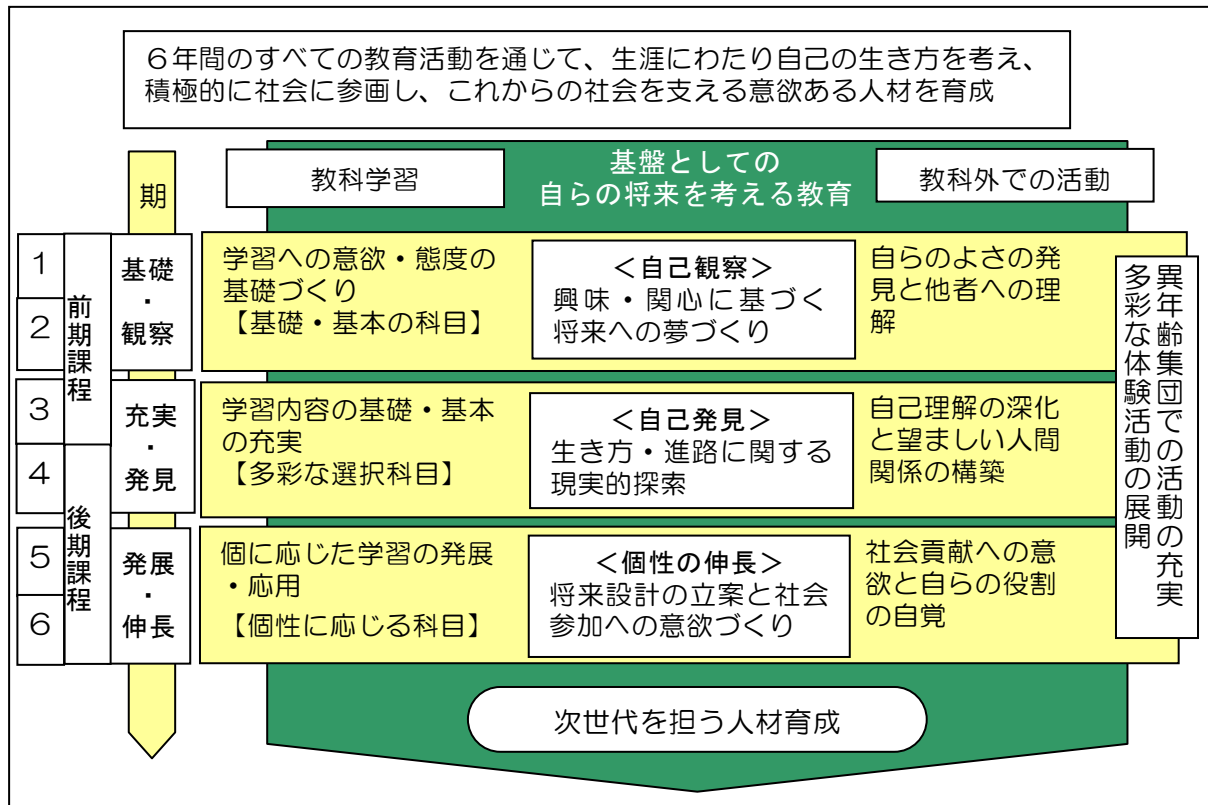 ６年間のすべての教育活動を通じて、生涯にわたり自己の生き方を考え、
積極的に社会に参画し、これからの社会を支える意欲ある人材を育成
期
教科学習
基盤としての
自らの将来を考える教育
教科外での活動
１
２
３
４
５
６
前期課程
後期課程
基礎
・
観察
学習への意欲・態度の
基礎づくり
【基礎・基本の科目】
＜自己観察＞
興味・関心に基づく
将来への夢づくり
自らのよさの発
見と他者への理
解
充実
・
発見
学習内容の基礎・基本
の充実
【多彩な選択科目】
＜自己発見＞
生き方・進路に関する
現実的探索
自己理解の深化
と望ましい人間
関係の構築
発展
・
伸長
個に応じた学習の発展
・応用
【個性に応じる科目】
＜個性の伸長＞
将来設計の立案と社会
参加への意欲づくり
社会貢献への意
欲と自らの役割
の自覚
異年齢集団での活動の充実
多彩な体験活動の展開
次世代を担う人材育成